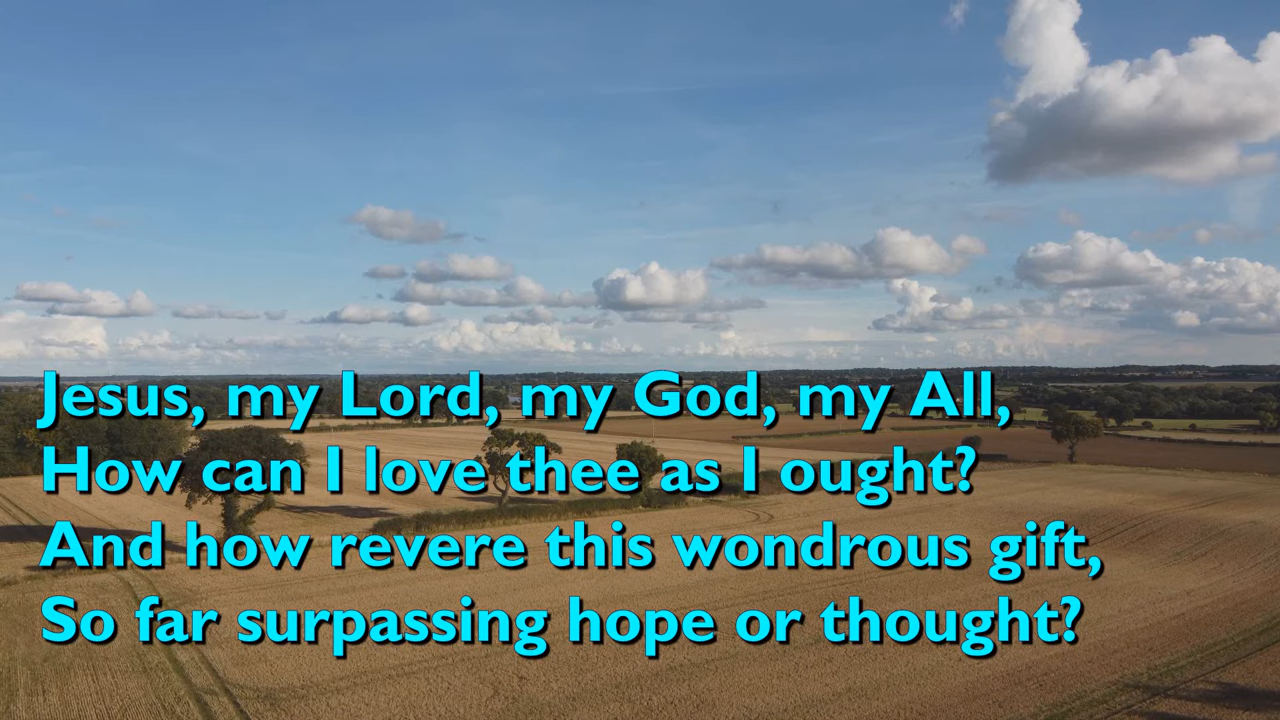 Jesus, my Lord, my God, my All,
How can I love thee as I ought?
And how revere this wondrous gift,
So far surpassing hope or thought?